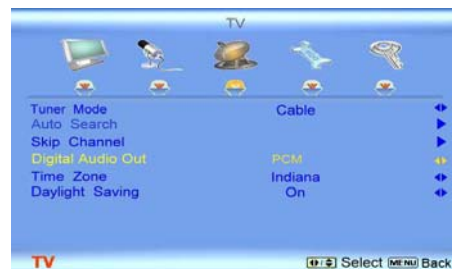 TV
Tuner Mode Cable
Auto Search
Skip Channel
Digital Audio Out PCM
Time Zone Indiana
Daylight Saving On
TV Select MENU Back